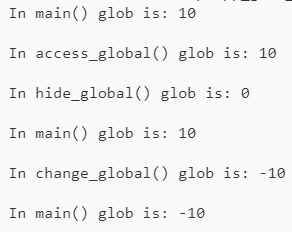 In main() glob is: 10
In access_global() glob is: 10
In hide_global() glob is: 0
In main() glob is: 10
In change_global() glob is: -10
In main() glob is: -10